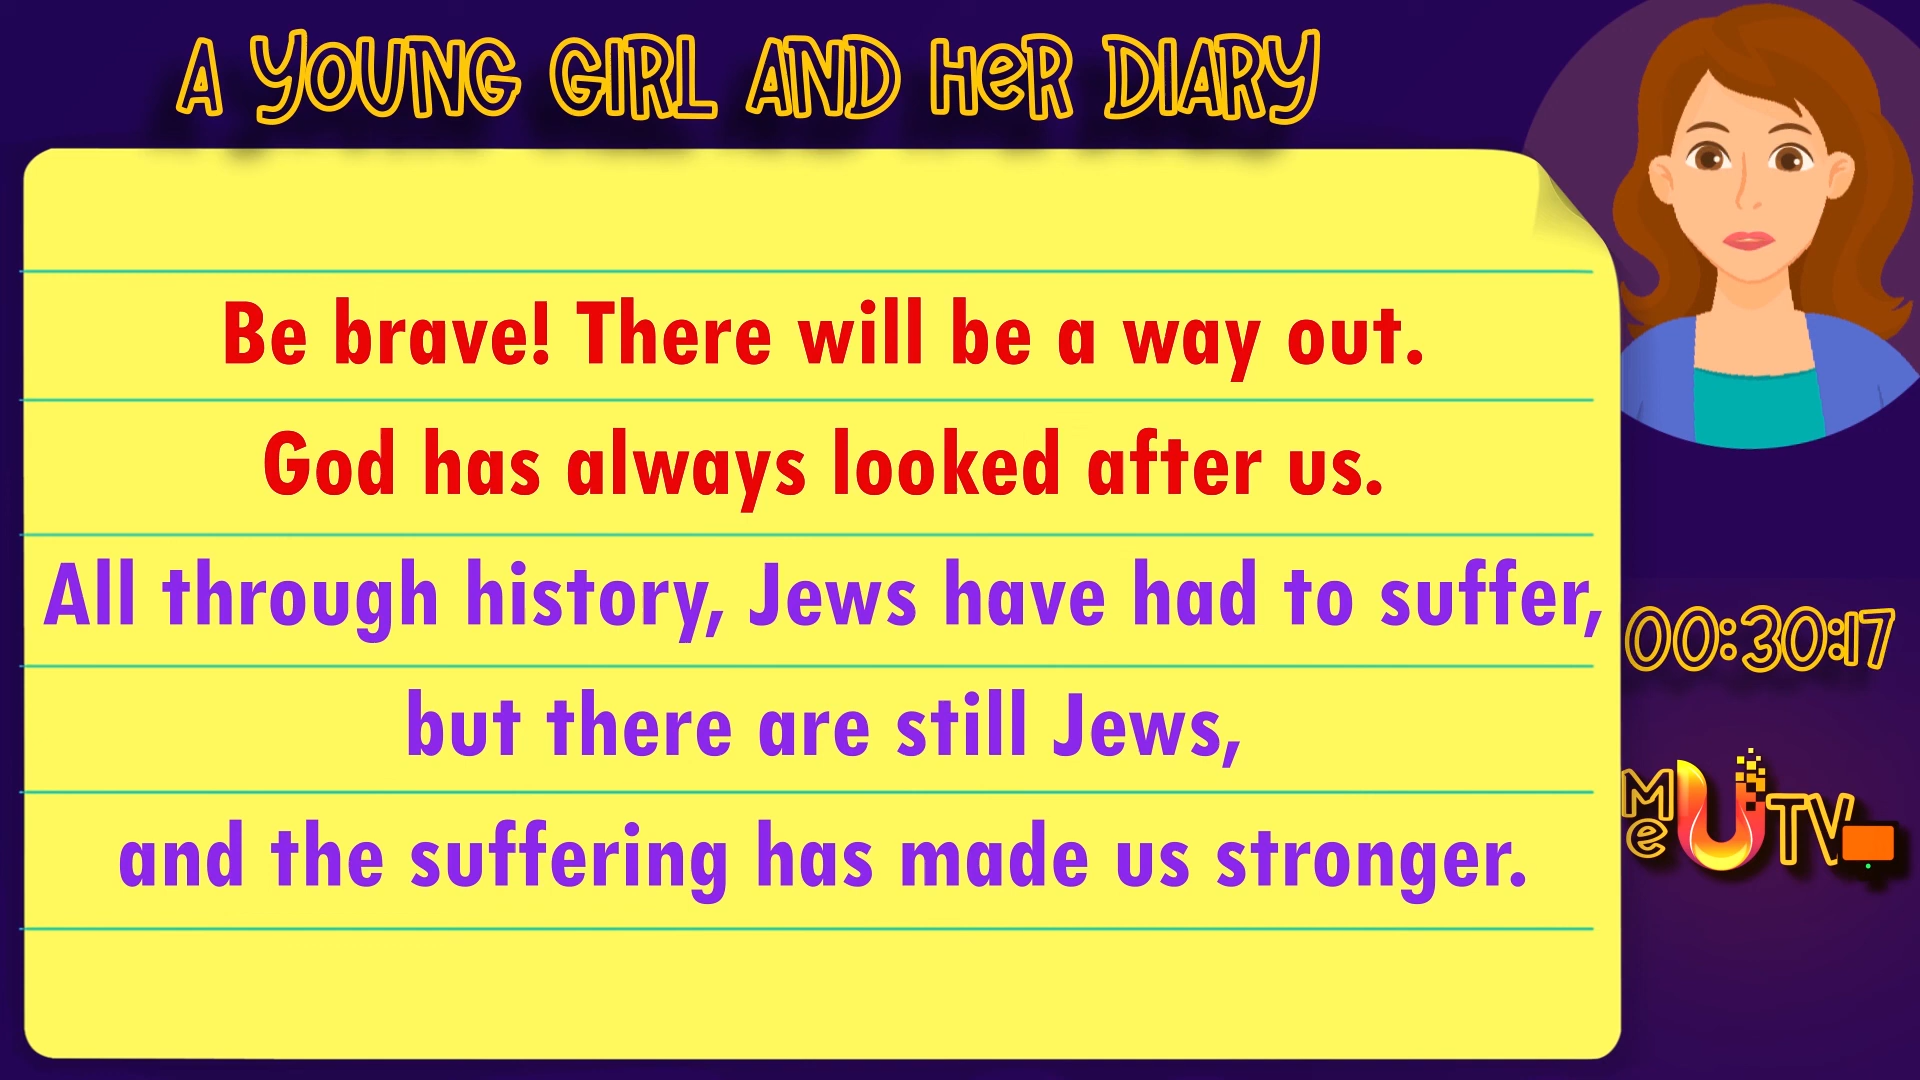 A YOUNG GIRL AND HeR DIARY
Be brave! There will be a way out.
God has always looked after us.
All through history, Jews have had to suffer,
but there are still Jews,
and the suffering has made us stronger.
00:30:17
Me U TV